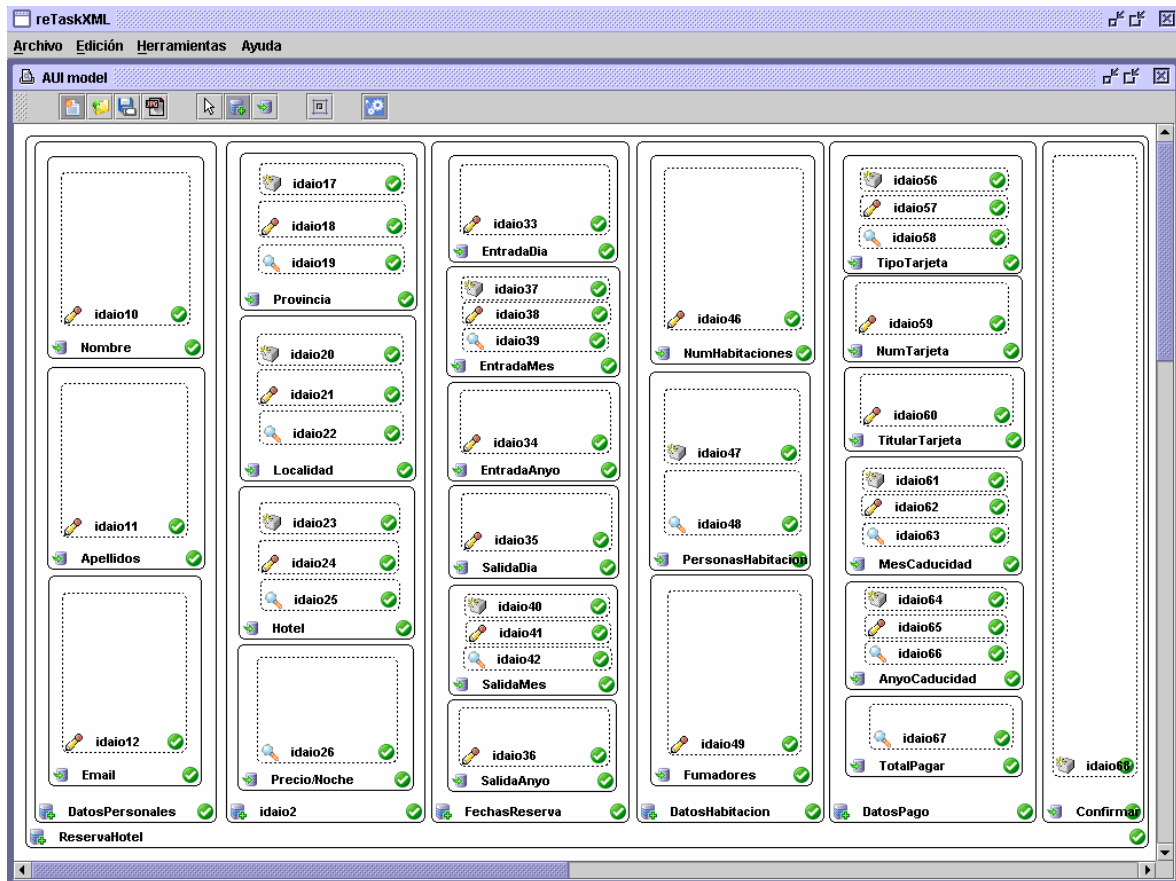 reTaskXML
Archivo Edición Herramientas Ayuda
AUI model
idaio10
Nombre
idaio11
Apellidos
idaio12
Email
DatosPersonales
idaio17
idaio18
idaio19
Provincia
idaio20
idaio21
idaio22
Localidad
idaio23
idaio24
idaio25
Hotel
idaio26
Precio/Noche
idaio2
idaio33
EntradaDia
idaio37
idaio38
idaio39
EntradaMes
idaio34
EntradaAnyo
idaio35
SalidaDia
idaio40
idaio41
idaio42
SalidaMes
idaio36
SalidaAnyo
FechasReserva
idaio46
NumHabitaciones
idaio47
idaio48
PersonasHabitacion
idaio49
Fumadores
DatosHabitacion
idaio56
idaio57
idaio58
TipoTarjeta
idaio59
NumTarjeta
idaio60
TitularTarjeta
idaio61
idaio62
idaio63
MesCaducidad
idaio64
idaio65
idaio66
AnyoCaducidad
idaio67
TotalPagar
DatosPago
idaio68
Confirmar
ReservaHotel